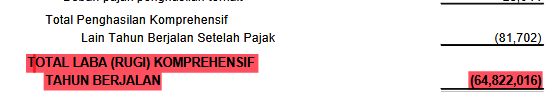 Total Penghasilan Komprehensif
Lain Tahun Berjalan Setelah Pajak (81,702)
TOTAL LABA (RUGI) KOMPREHENSIF
TAHUN BERJALAN (64,822,016)